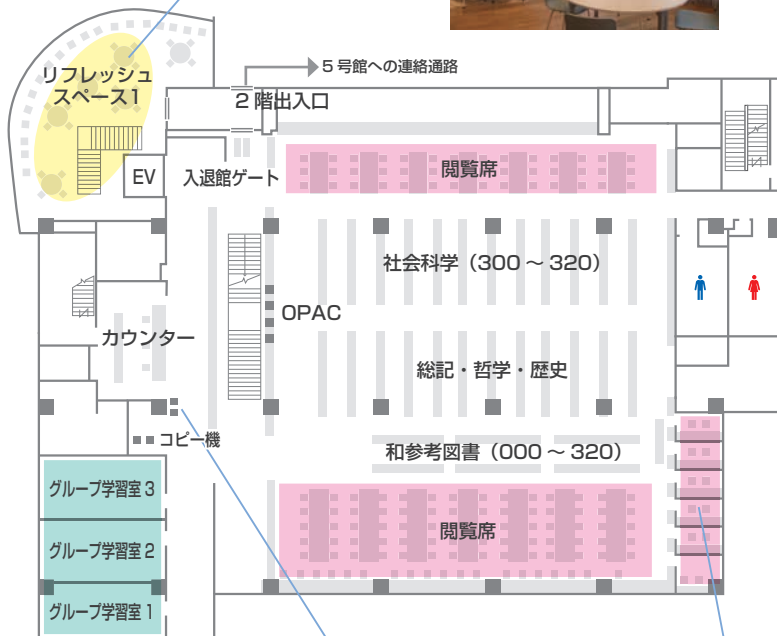 5号館への連絡通路
リフレッシュ
スペース1
2階出入口
EV
入退館ゲート
閲覧席
社会科学(300～320)
OPAC
カウンター
総記・哲学・歴史
コピー機
和参考図書(000～320)
グループ学習室3
閲覧席
グループ学習室2
グループ学習室1